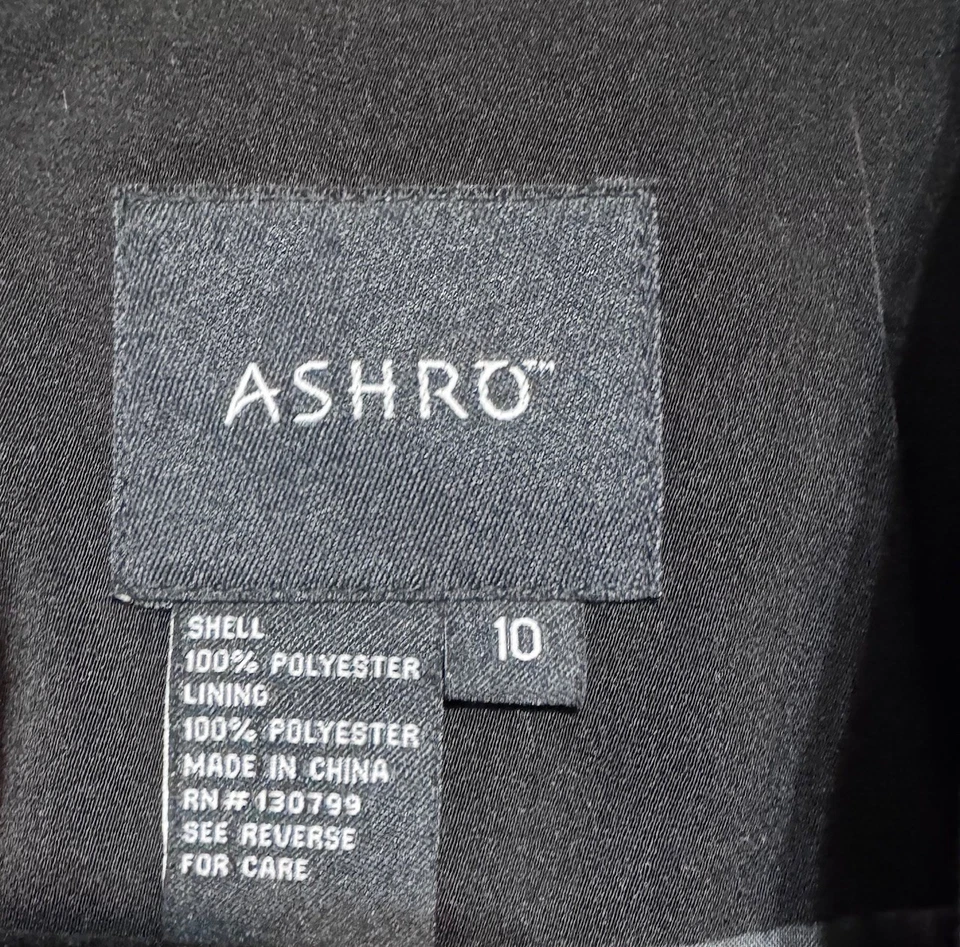 ASHRO™
10
SHELL
100% POLYESTER
LINING
100% POLYESTER
MADE IN CHINA
RN#130799
SEE REVERSE
FOR CARE